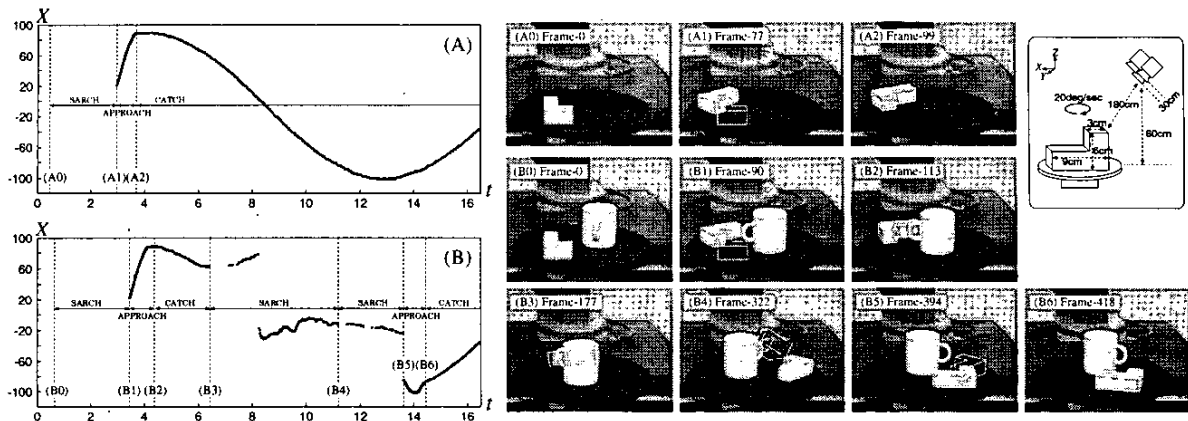 X
100
60
20
-20
-60
-100
(A)
SARCH
CATCH
APPROACH
(A0)
(A1)
(A2)
0 2 4 6 8 10 12 14 16 t
X
100
60
20
-20
-60
-100
(B)
SARCH
CATCH
SARCH
SARCH
CATCH
APPROACH
APPROACH
(B0)
(B1)
(B2)
(B3)
(B4)
(B5)(B6)
0 2 4 6 8 10 12 14 16 t
(A0) Frame-0
(A1) Frame-77
(A2) Frame-99
(B0) Frame-0
(B1) Frame-90
(B2) Frame-113
(B3) Frame-177
(B4) Frame-322
(B5) Frame-394
(B6) Frame-418
Z
X
Y
20deg/sec
180cm
30cm
3cm
60cm
9cm
6cm